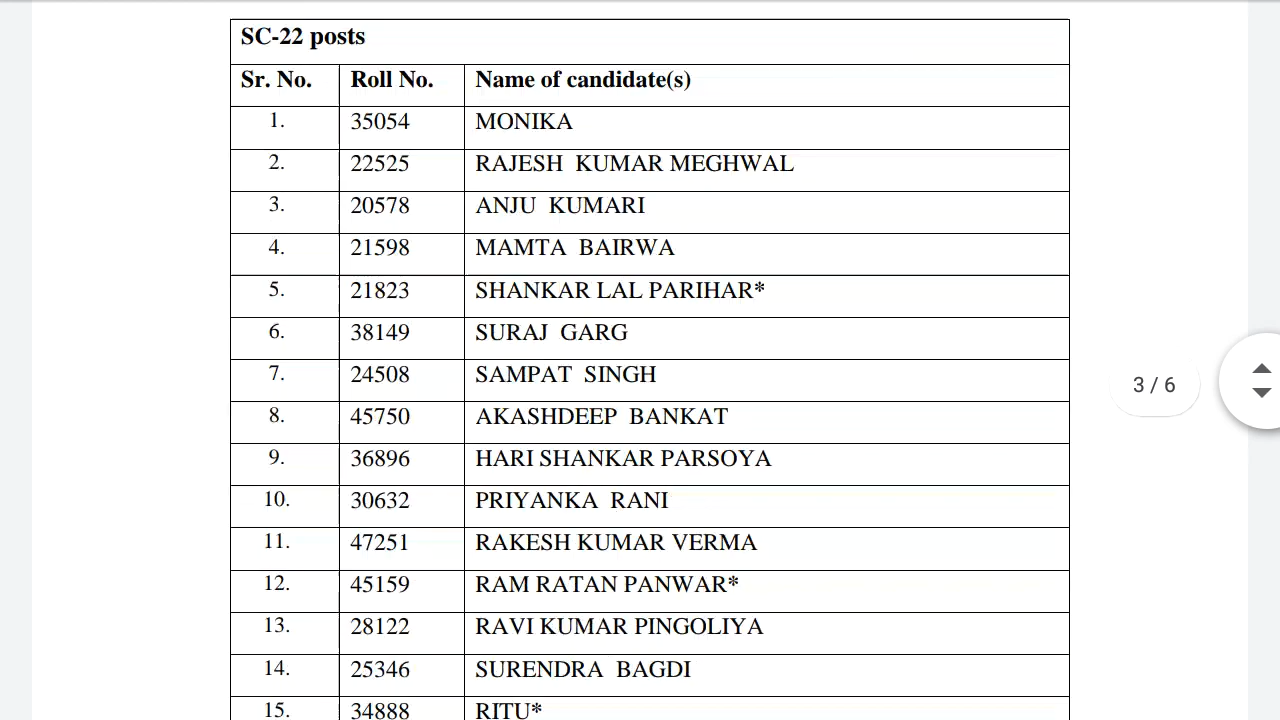 SC-22 posts
Sr. No. Roll No. Name of candidate(s)
1. 35054 MONIKA
2. 22525 RAJESH KUMAR MEGHWAL
3. 20578 ANJU KUMARI
4. 21598 MAMTA BAIRWA
5. 21823 SHANKAR LAL PARIHAR*
6. 38149 SURAJ GARG
7. 24508 SAMPAT SINGH
8. 45750 AKASHDEEP BANKAT
9. 36896 HARI SHANKAR PARSOYA
10. 30632 PRIYANKA RANI
11. 47251 RAKESH KUMAR VERMA
12. 45159 RAM RATAN PANWAR*
13. 28122 RAVI KUMAR PINGOLIYA
14. 25346 SURENDRA BAGDI
15. 34888 RITU*
3 / 6